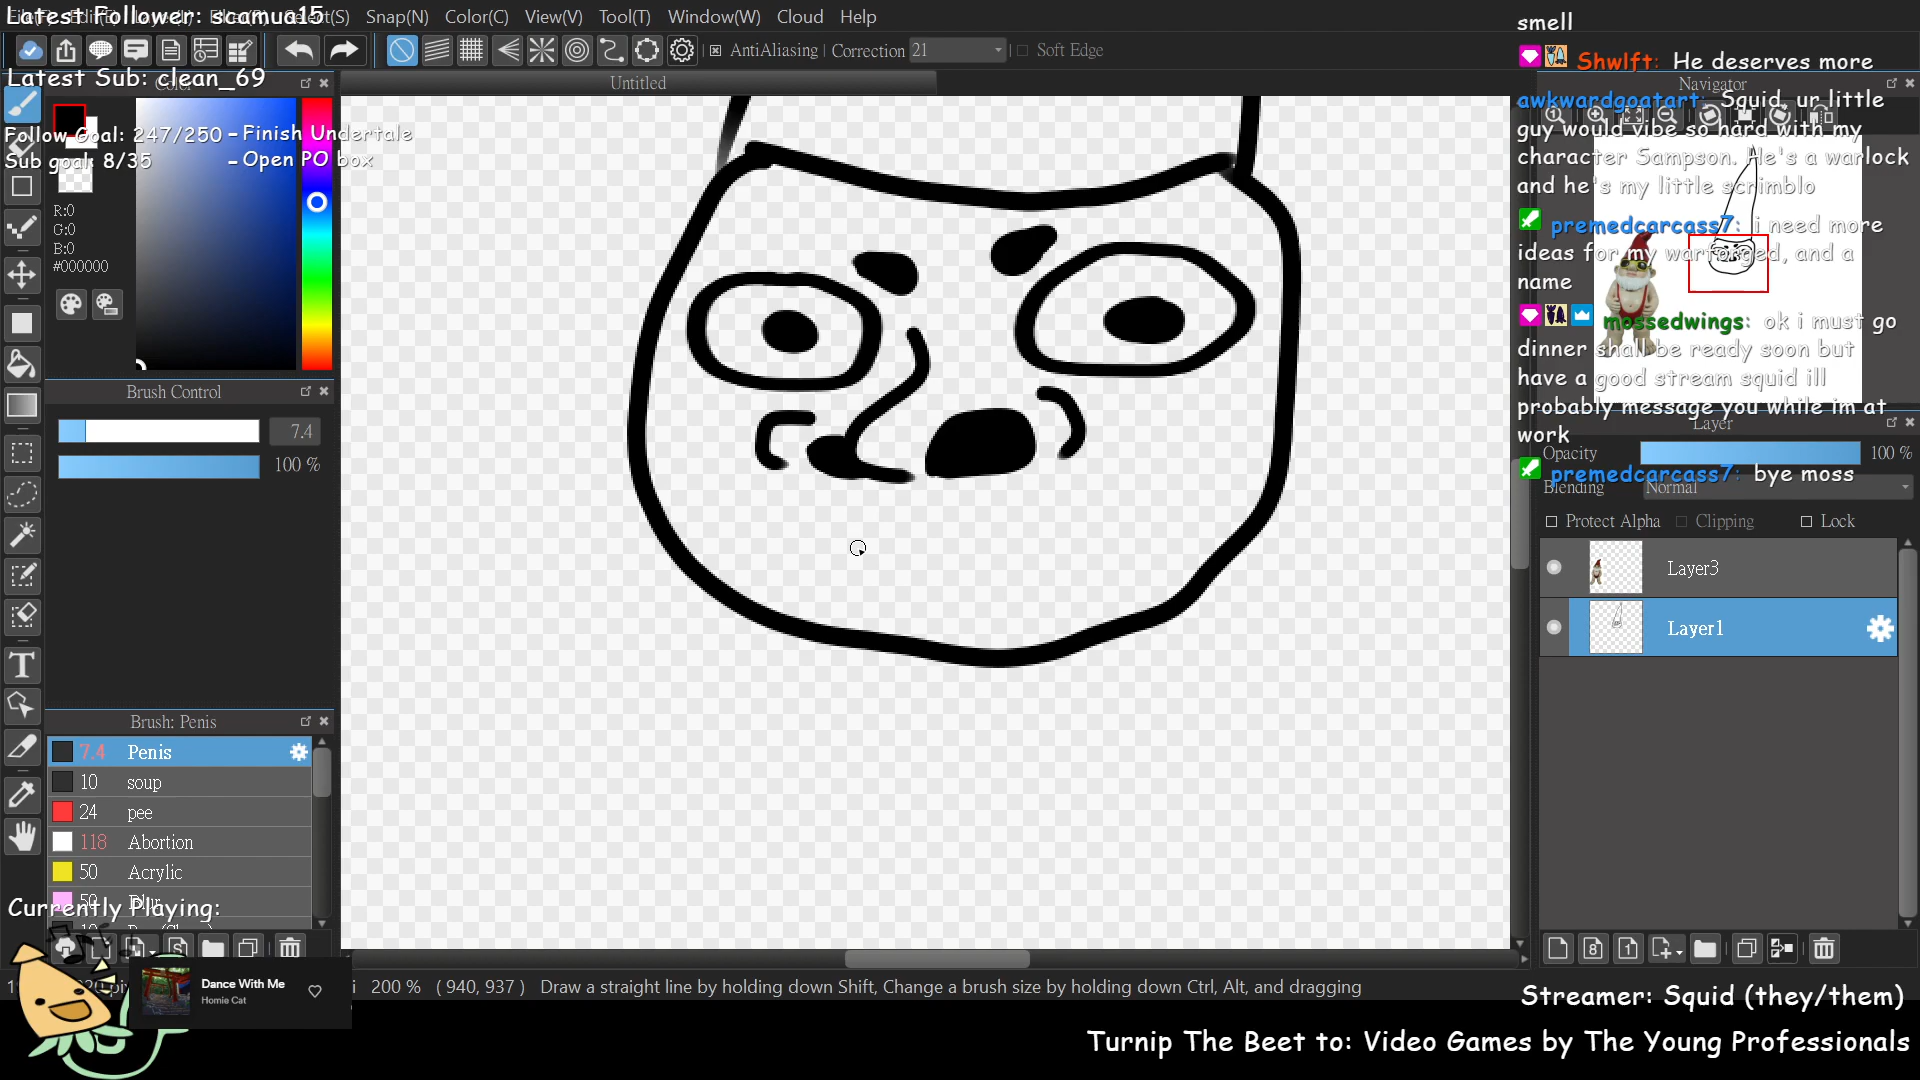 Latest Follower: scamus15
Select(S) Snap(N) Color(C) View(V) Tool(T) Window(W) Cloud Help
AntiAliasing Correction 21 Soft Edge
Latest Sub: clean_69
Color
Untitled
Follow Goal: 247/250 - Finish Undertale
Sub goal: 8/35 - Open PO box
R:0
G:0
B:0
#000000
Brush Control
7.4
100 %
Brush: Penis
7.4 Penis
10 soup
24 pee
118 Abortion
50 Acrylic
50 Blur
Currently Playing:
Dance With Me
Homie Cat
200 % ( 940, 937 ) Draw a straight line by holding down Shift, Change a brush size by holding down Ctrl, Alt, and dragging
smell
Shwlft: He deserves more
Navigator
awkwardgoatart: Squid, ur little
guy would vibe so hard with my
character Sampson. He's a warlock
and he's my little scrimblo
premedcarcass7: i need more
ideas for my warforged, and a
name
mossedwings: ok i must go
dinner shall be ready soon but
have a good stream squid ill
probably message you while im at
work
premedcarcass7: bye moss
Layer
Opacity 100 %
Blending Normal
Protect Alpha Clipping Lock
Layer3
Layer1
Streamer: Squid (they/them)
Turnip The Beet to: Video Games by The Young Professionals